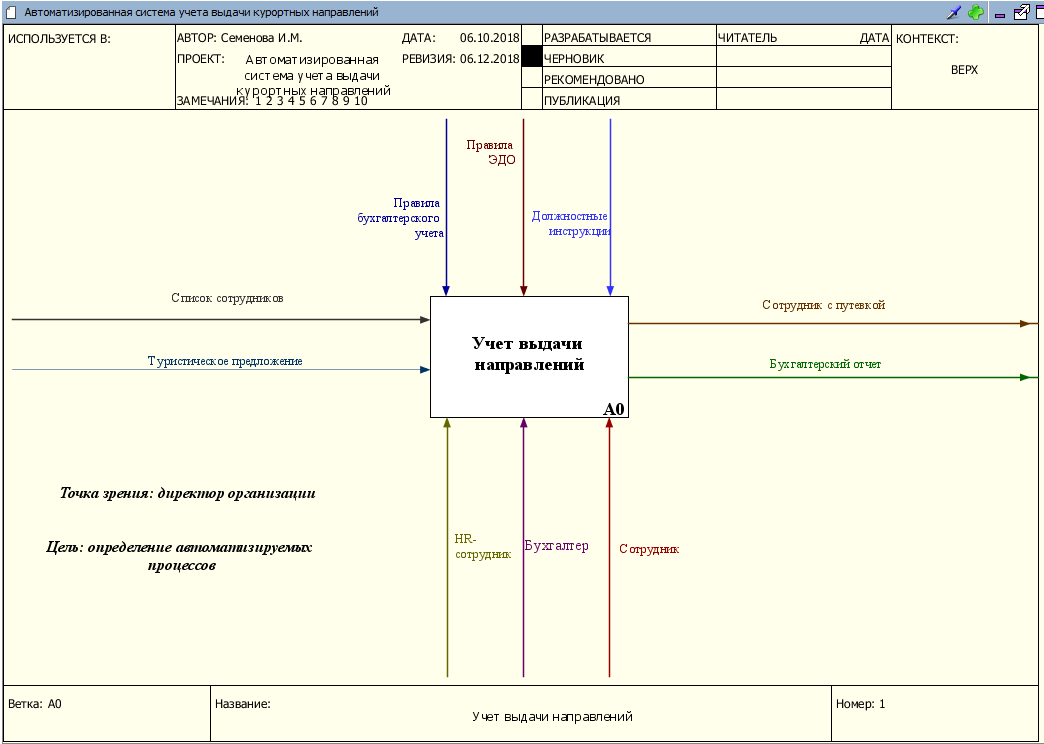 Автоматизированная система учета выдачи курортных направлений
ИСПОЛЬЗУЕТСЯ В:
АВТОР: Семенова И.М.
ДАТА: 06.10.2018
ПРОЕКТ: Автоматизированная
система учета выдачи
курортных направлений
РЕВИЗИЯ: 06.12.2018
ЗАМЕЧАНИЯ: 1 2 3 4 5 6 7 8 9 10
РАЗРАБАТЫВАЕТСЯ
ЧЕРНОВИК
РЕКОМЕНДОВАНО
ПУБЛИКАЦИЯ
ЧИТАТЕЛЬ ДАТА
КОНТЕКСТ:
ВЕРХ
Правила
ЭДО
Правила
бухгалтерского
учета
Должностные
инструкции
Список сотрудников
Туристическое предложение
Учет выдачи
направлений
A0
Сотрудник с путевкой
Бухгалтерский отчет
Точка зрения: директор организации
Цель: определение автоматизируемых
процессов
HR-
сотрудник
Бухгалтер
Сотрудник
Ветка: A0
Название:
Учет выдачи направлений
Номер: 1